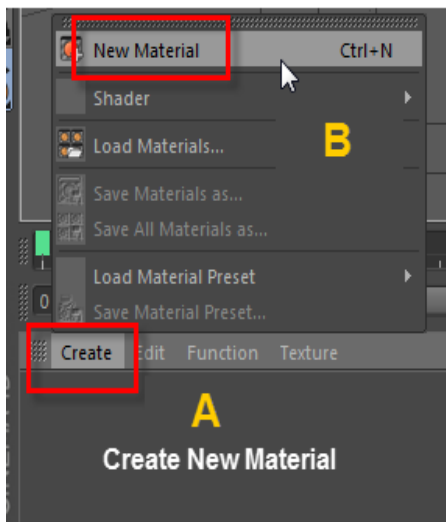 New Material Ctrl+N
Shader
B
Load Materials...
Save Materials as...
Save All Materials as...
Load Material Preset
0
Save Material Preset...
Create Edit Function Texture
A
Create New Material